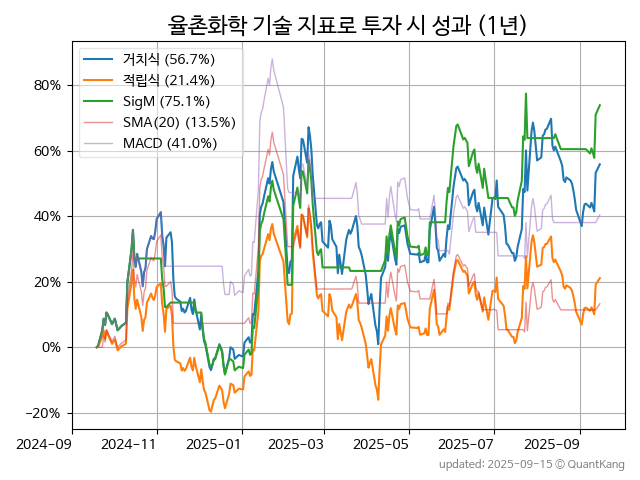 율촌화학 기술 지표로 투자 시 성과 (1년)
거치식 (56.7%)
적립식 (21.4%)
SigM (75.1%)
SMA(20) (13.5%)
MACD (41.0%)
80%
60%
40%
20%
0%
−20%
2024-09
2024-11
2025-01
2025-03
2025-05
2025-07
2025-09
updated: 2025-09-15 © QuantKang